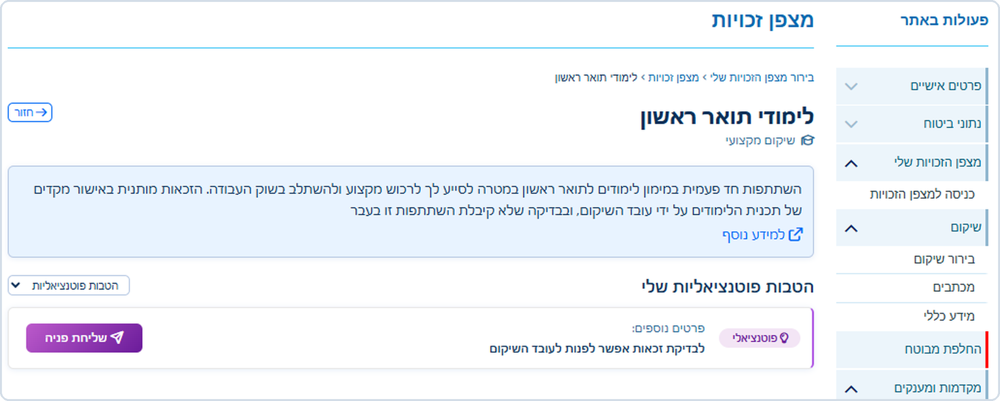 פעולות באתר
פרטים אישיים
נתוני ביטוח
מצפן הזכויות שלי
כניסה למצפן הזכויות
שיקום
בירור שיקום
מכתבים
מידע כללי
החלפת מבוטח
מקדמות ומענקים
מצפן זכויות
בירור מצפן הזכויות שלי › מצפן זכויות › לימודי תואר ראשון
לימודי תואר ראשון
חזור
שיקום מקצועי
השתתפות חד פעמית במימון לימודים לתואר ראשון במטרה לסייע לך לרכוש מקצוע ולהשתלב בשוק העבודה. הזכאות מותנית באישור מקדים
של תכנית הלימודים על ידי עובד השיקום, ובבדיקה שלא קיבלת השתתפות זו בעבר
למידע נוסף
הטבות פוטנציאליות שלי
הטבות פוטנציאליות
פוטנציאלי
פרטים נוספים:
לבדיקת זכאות אפשר לפנות לעובד השיקום
שליחת פניה